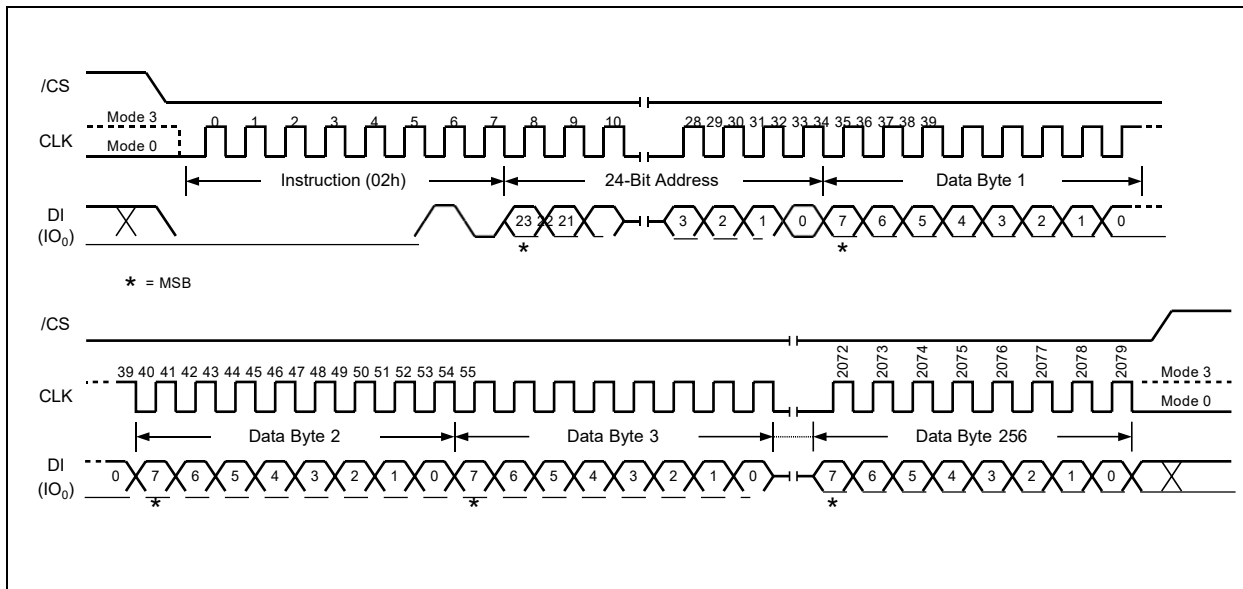 /CS
Mode 3
0 1 2 3 4 5 6 7 8 9 10 28 29 30 31 32 33 34 35 36 37 38 39
CLK
Mode 0
Instruction (02h) 24-Bit Address Data Byte 1
DI
(IO0)
23 22 21 3 2 1 0 7 6 5 4 3 2 1 0
* *
* = MSB
/CS
2072 2073 2074 2075 2076 2077 2078 2079
39 40 41 42 43 44 45 46 47 48 49 50 51 52 53 54 55
Mode 3
CLK
Mode 0
Data Byte 2 Data Byte 3 Data Byte 256
DI
(IO0)
0 7 6 5 4 3 2 1 0 7 6 5 4 3 2 1 0 7 6 5 4 3 2 1 0
* * *